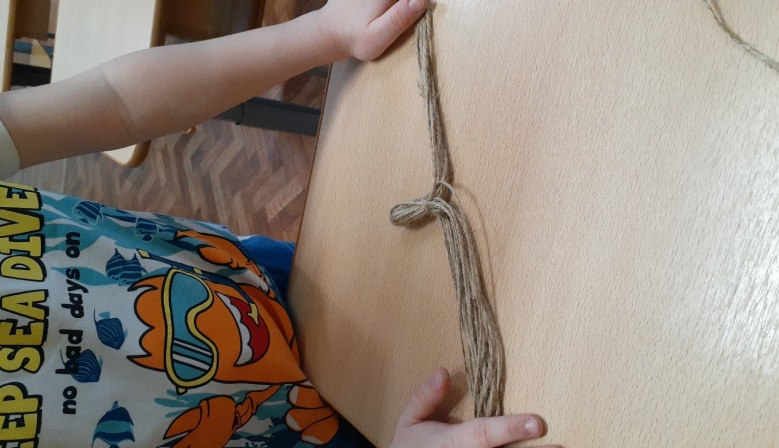 EEP SEA DIVE
no bad days on